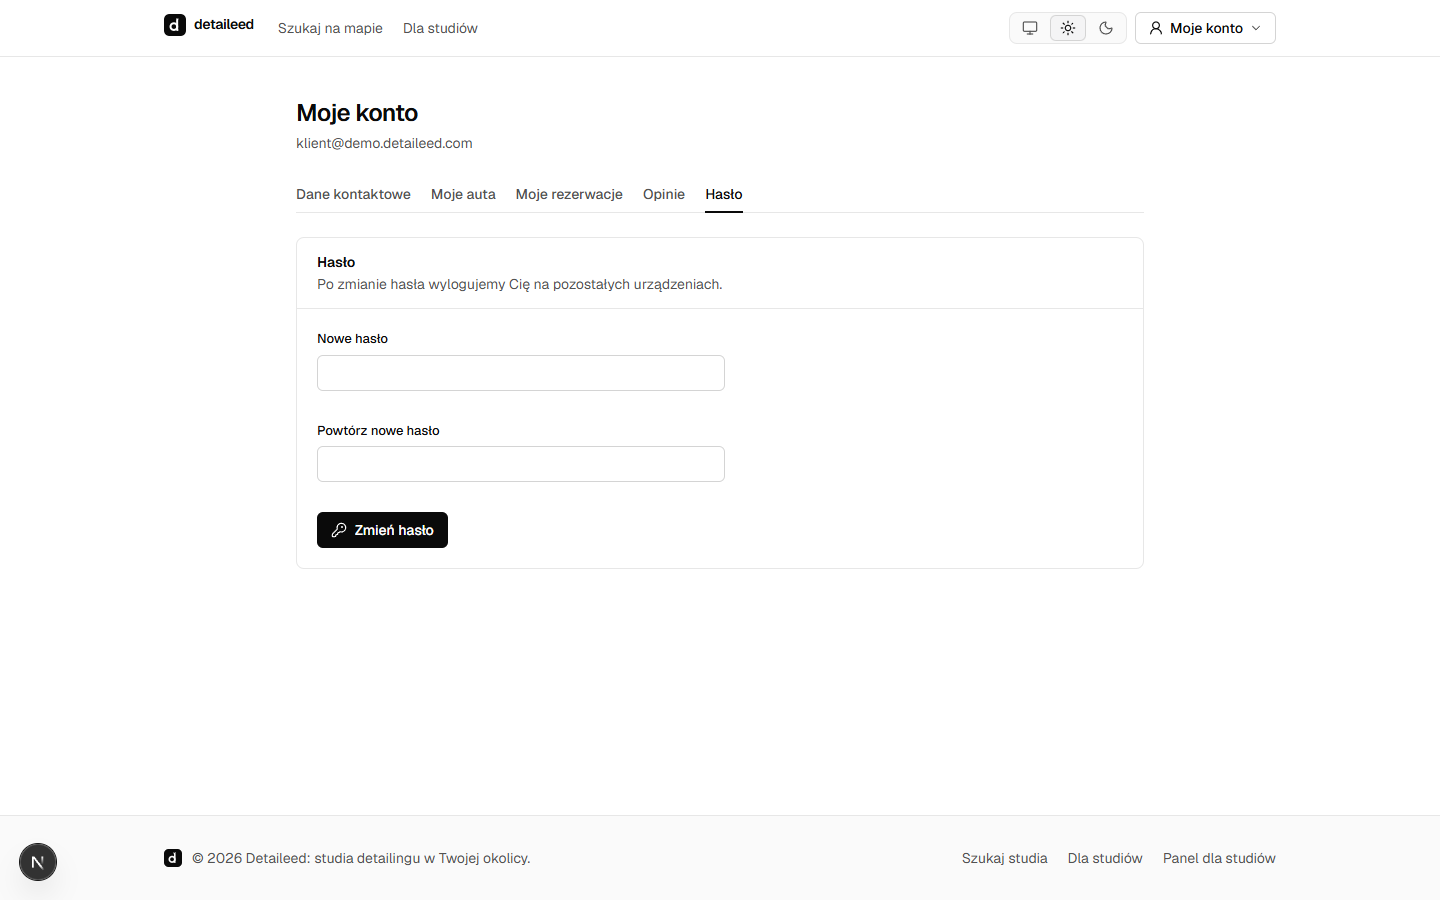 detaileed
Szukaj na mapie
Dla studiów
Moje konto
Moje konto
klient@demo.detaileed.com
Dane kontaktowe
Moje auta
Moje rezerwacje
Opinie
Hasło
Hasło
Po zmianie hasła wylogujemy Cię na pozostałych urządzeniach.
Nowe hasło
Powtórz nowe hasło
Zmień hasło
© 2026 Detaileed: studia detailingu w Twojej okolicy.
Szukaj studia
Dla studiów
Panel dla studiów